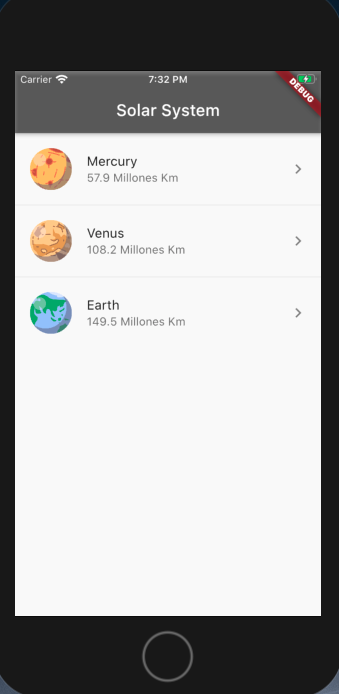 Carrier 7:32 PM
DEBUG
Solar System
Mercury
57.9 Millones Km
Venus
108.2 Millones Km
Earth
149.5 Millones Km